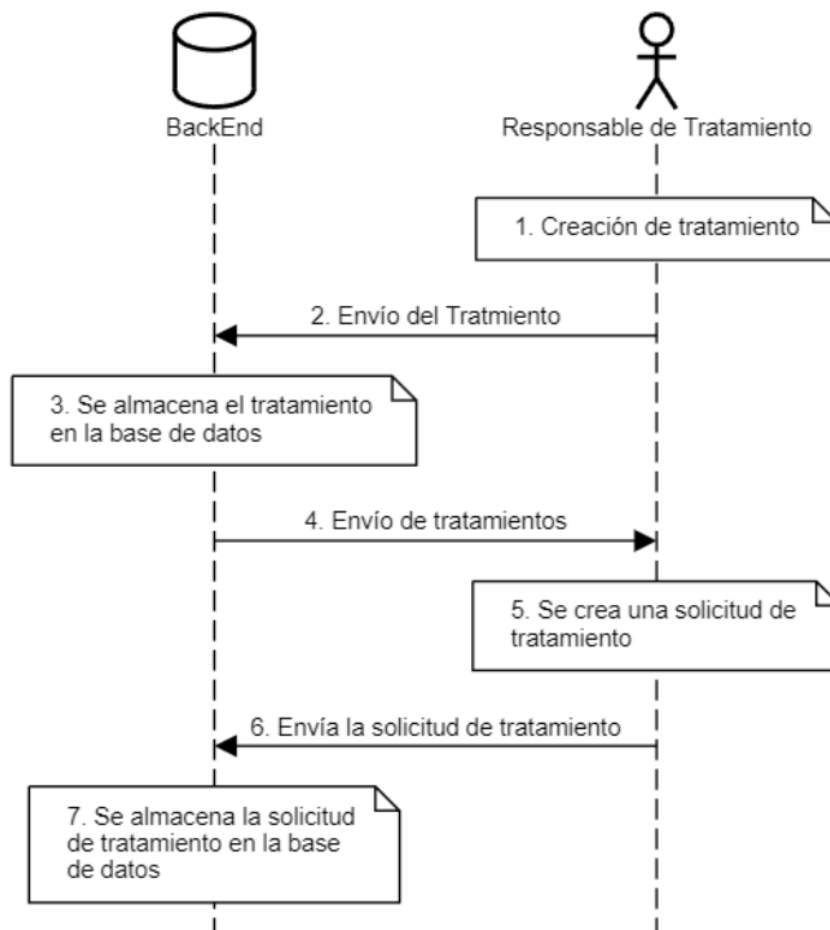 BackEnd
Responsable de Tratamiento
1. Creación de tratamiento
2. Envío del Tratmiento
3. Se almacena el tratamiento
en la base de datos
4. Envío de tratamientos
5. Se crea una solicitud de
tratamiento
6. Envía la solicitud de tratamiento
7. Se almacena la solicitud
de tratamiento en la base
de datos